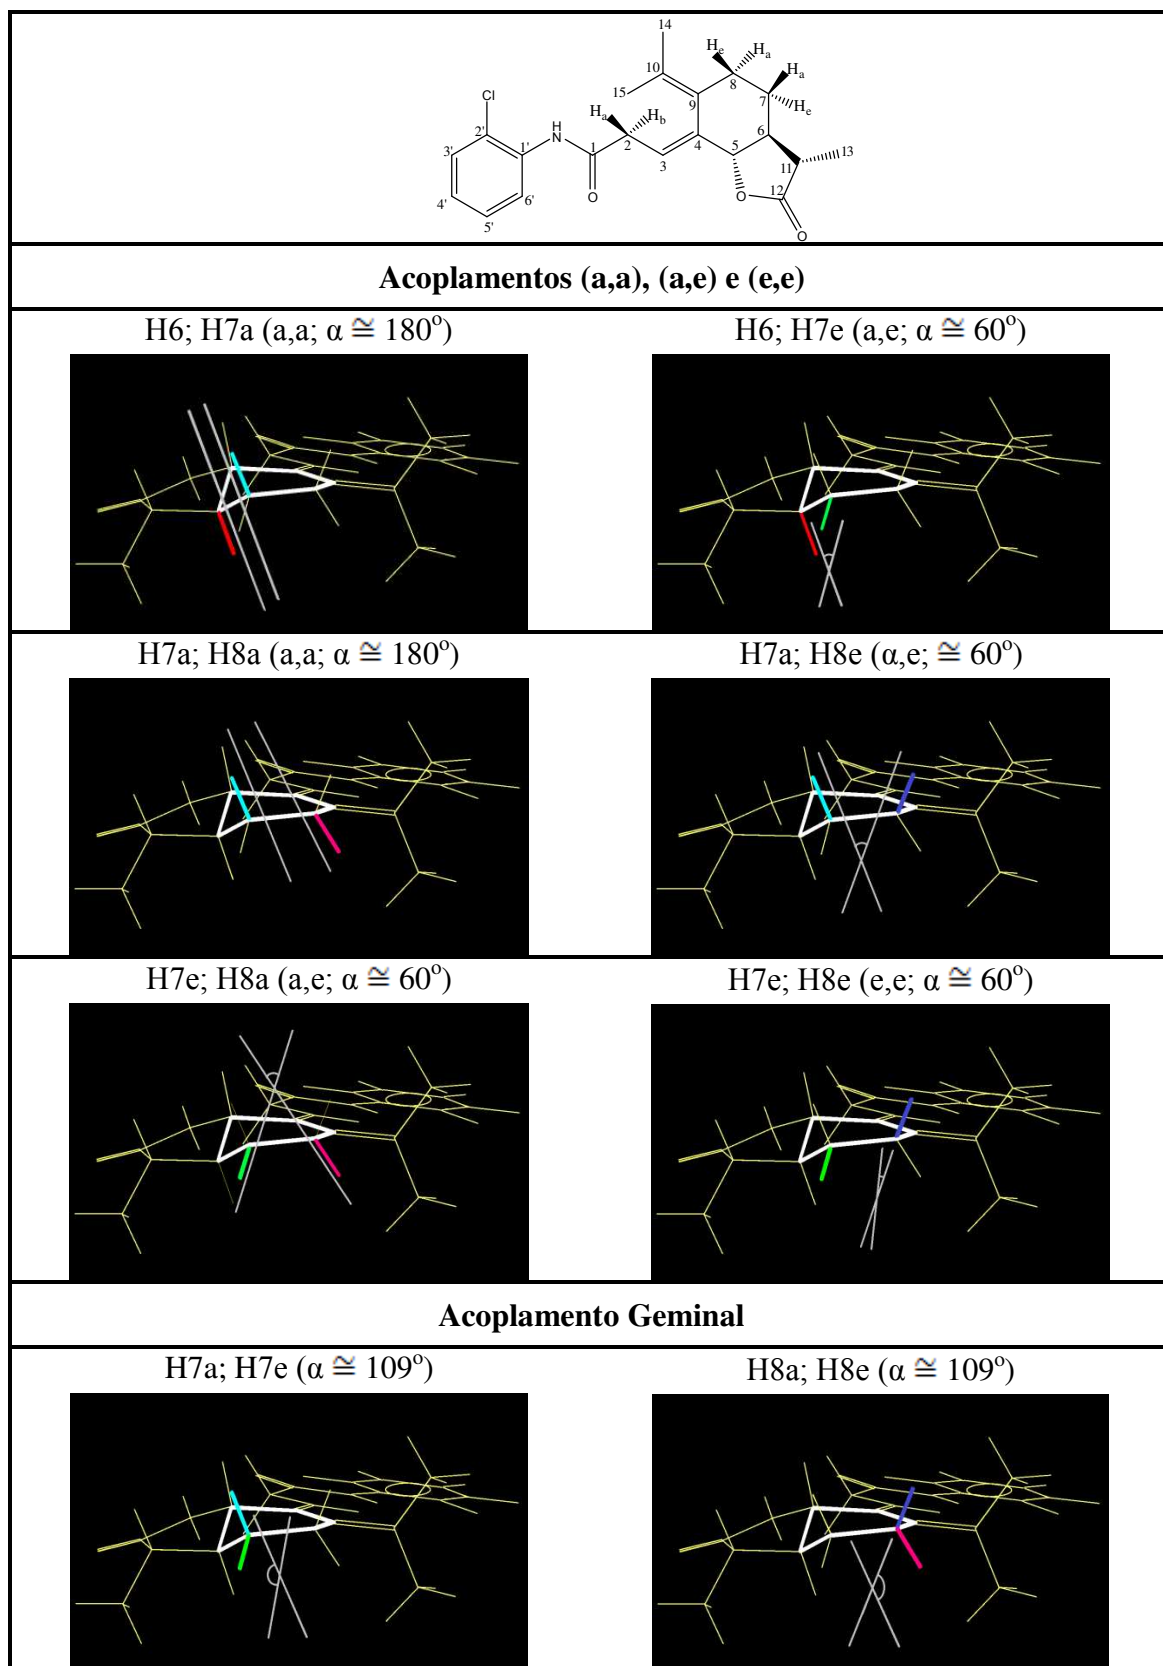 14
He
Ha
10
8
Ha
15
9
7
Cl
Ha
Hb
He
2'
H
N
6
3'
1'
1
2
4
5
11
13
3
4'
6'
O
O
12
5'
O
Acoplamentos (a,a), (a,e) e (e,e)
H6; H7a (a,a; α ≅ 180º)
H6; H7e (a,e; α ≅ 60º)
H7a; H8a (a,a; α ≅ 180º)
H7a; H8e (α,e; ≅ 60º)
H7e; H8a (a,e; α ≅ 60º)
H7e; H8e (e,e; α ≅ 60º)
Acoplamento Geminal
H7a; H7e (α ≅ 109º)
H8a; H8e (α ≅ 109º)